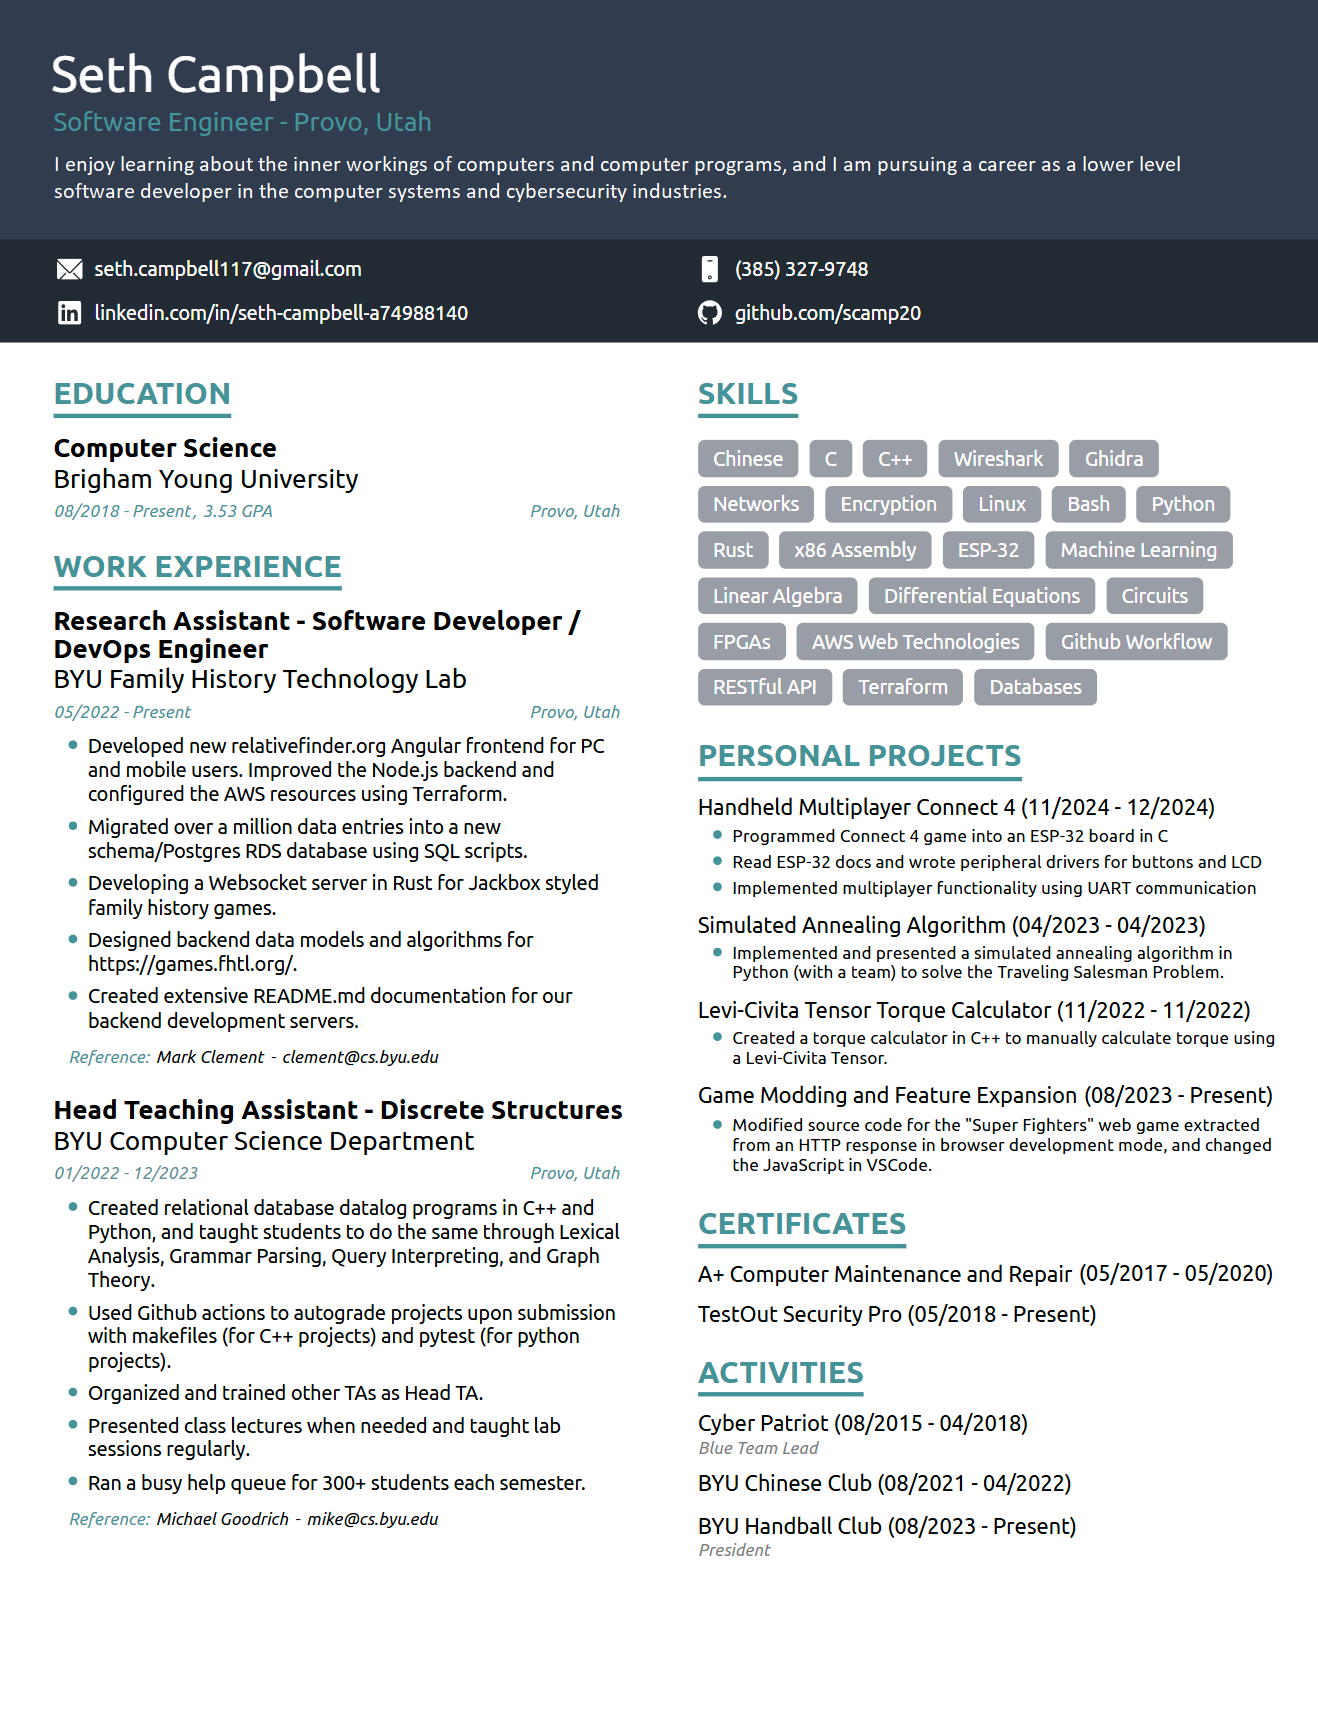 Seth Campbell
Software Engineer - Provo, Utah
I enjoy learning about the inner workings of computers and computer programs, and I am pursuing a career as a lower level
software developer in the computer systems and cybersecurity industries.
seth.campbell117@gmail.com
(385) 327-9748
linkedin.com/in/seth-campbell-a74988140
github.com/scamp20
EDUCATION
Computer Science
Brigham Young University
08/2018 - Present, 3.53 GPA
Provo, Utah
WORK EXPERIENCE
Research Assistant - Software Developer /
DevOps Engineer
BYU Family History Technology Lab
05/2022 - Present
Provo, Utah
Developed new relativefinder.org Angular frontend for PC
and mobile users. Improved the Node.js backend and
configured the AWS resources using Terraform.
Migrated over a million data entries into a new
schema/Postgres RDS database using SQL scripts.
Developing a Websocket server in Rust for Jackbox styled
family history games.
Designed backend data models and algorithms for
https://games.fhtl.org/.
Created extensive README.md documentation for our
backend development servers.
Reference: Mark Clement - clement@cs.byu.edu
Head Teaching Assistant - Discrete Structures
BYU Computer Science Department
01/2022 - 12/2023
Provo, Utah
Created relational database datalog programs in C++ and
Python, and taught students to do the same through Lexical
Analysis, Grammar Parsing, Query Interpreting, and Graph
Theory.
Used Github actions to autograde projects upon submission
with makefiles (for C++ projects) and pytest (for python
projects).
Organized and trained other TAs as Head TA.
Presented class lectures when needed and taught lab
sessions regularly.
Ran a busy help queue for 300+ students each semester.
Reference: Michael Goodrich - mike@cs.byu.edu
SKILLS
Chinese C C++ Wireshark Ghidra
Networks Encryption Linux Bash Python
Rust x86 Assembly ESP-32 Machine Learning
Linear Algebra Differential Equations Circuits
FPGAs AWS Web Technologies Github Workflow
RESTful API Terraform Databases
PERSONAL PROJECTS
Handheld Multiplayer Connect 4 (11/2024 - 12/2024)
Programmed Connect 4 game into an ESP-32 board in C
Read ESP-32 docs and wrote peripheral drivers for buttons and LCD
Implemented multiplayer functionality using UART communication
Simulated Annealing Algorithm (04/2023 - 04/2023)
Implemented and presented a simulated annealing algorithm in
Python (with a team) to solve the Traveling Salesman Problem.
Levi-Civita Tensor Torque Calculator (11/2022 - 11/2022)
Created a torque calculator in C++ to manually calculate torque using
a Levi-Civita Tensor.
Game Modding and Feature Expansion (08/2023 - Present)
Modified source code for the "Super Fighters" web game extracted
from an HTTP response in browser development mode, and changed
the JavaScript in VSCode.
CERTIFICATES
A+ Computer Maintenance and Repair (05/2017 - 05/2020)
TestOut Security Pro (05/2018 - Present)
ACTIVITIES
Cyber Patriot (08/2015 - 04/2018)
Blue Team Lead
BYU Chinese Club (08/2021 - 04/2022)
BYU Handball Club (08/2023 - Present)
President